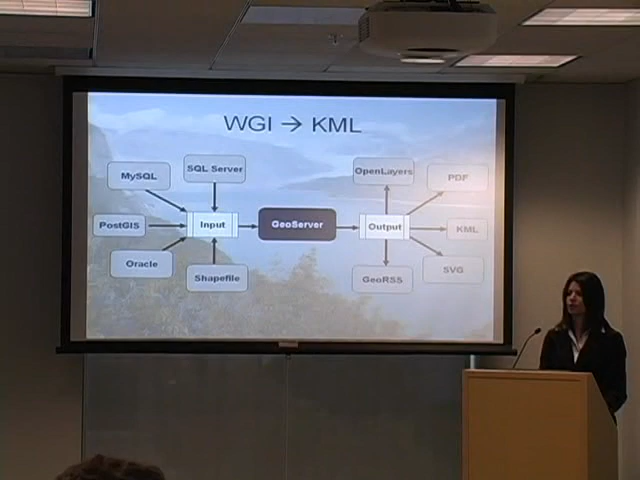 WGI → KML
MySQL
SQL Server
OpenLayers
PDF
PostGIS
Input
GeoServer
Output
KML
Oracle
Shapefile
GeoRSS
SVG